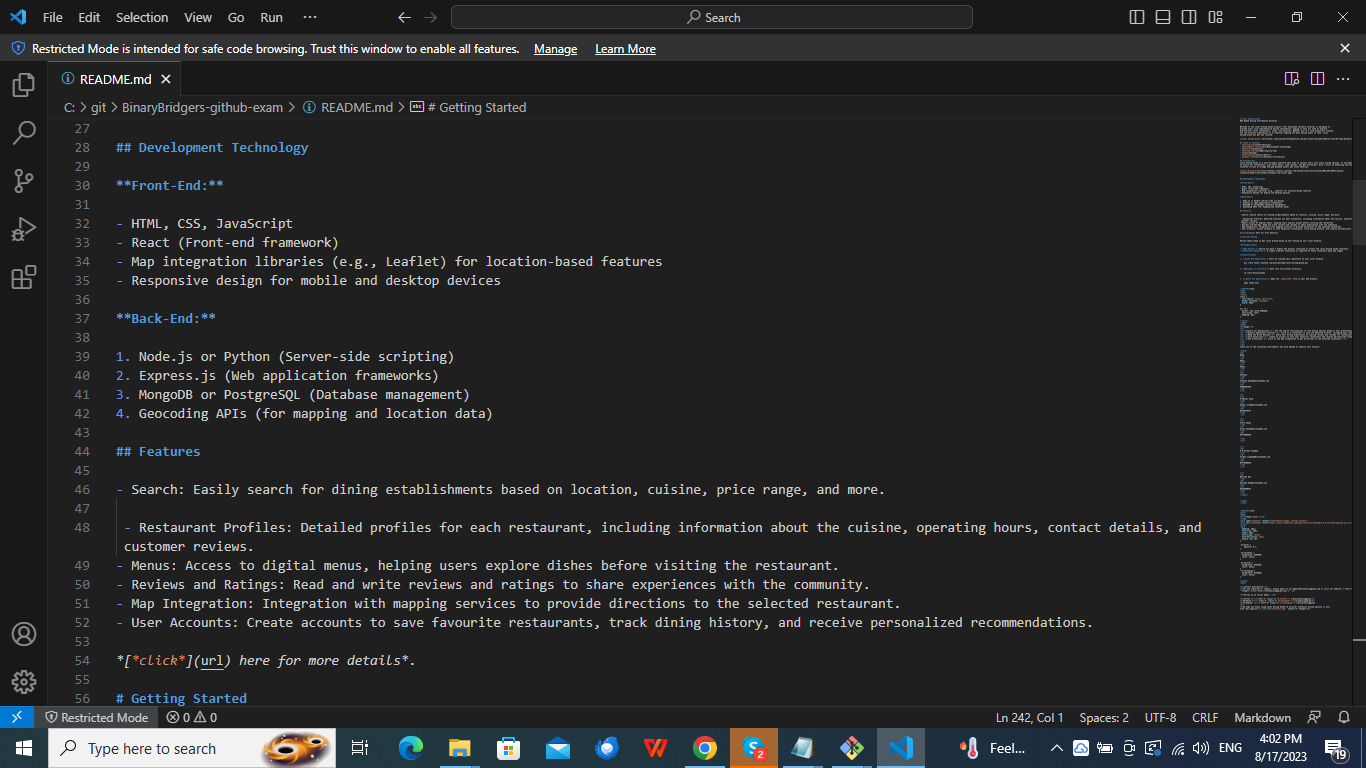 File Edit Selection View Go Run ··· Search
Restricted Mode is intended for safe code browsing. Trust this window to enable all features. Manage Learn More
README.md
C: > git > BinaryBridgers-github-exam > README.md > # Getting Started
27
28 ## Development Technology
29
30 **Front-End:**
31
32 - HTML, CSS, JavaScript
33 - React (Front-end framework)
34 - Map integration libraries (e.g., Leaflet) for location-based features
35 - Responsive design for mobile and desktop devices
36
37 **Back-End:**
38
39 1. Node.js or Python (Server-side scripting)
40 2. Express.js (Web application frameworks)
41 3. MongoDB or PostgreSQL (Database management)
42 4. Geocoding APIs (for mapping and location data)
43
44 ## Features
45
46 - Search: Easily search for dining establishments based on location, cuisine, price range, and more.
47
48 - Restaurant Profiles: Detailed profiles for each restaurant, including information about the cuisine, operating hours, contact details, and
customer reviews.
49 - Menus: Access to digital menus, helping users explore dishes before visiting the restaurant.
50 - Reviews and Ratings: Read and write reviews and ratings to share experiences with the community.
51 - Map Integration: Integration with mapping services to provide directions to the selected restaurant.
52 - User Accounts: Create accounts to save favourite restaurants, track dining history, and receive personalized recommendations.
53
54 *[*click*](url) here for more details*.
55
56 # Getting Started
Restricted Mode 0 0 Ln 242, Col 1 Spaces: 2 UTF-8 CRLF Markdown
Type here to search 2 Feel... ENG 4:02 PM
8/17/2023 19